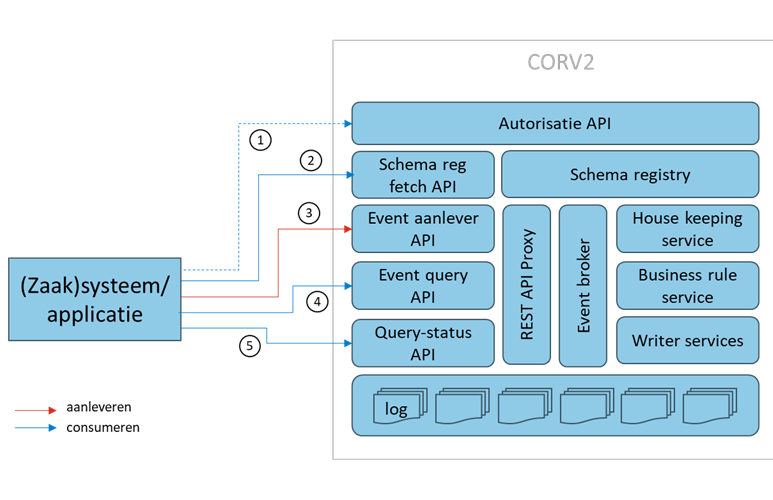 CORV2
Autorisatie API
1
2
Schema reg
fetch API
Schema registry
3
Event aanlever
API
REST API Proxy
Event broker
House keeping
service
(Zaak)systeem/
applicatie
Event query
API
Business rule
service
4
5
Query-status
API
Writer services
aanleveren
consumeren
log